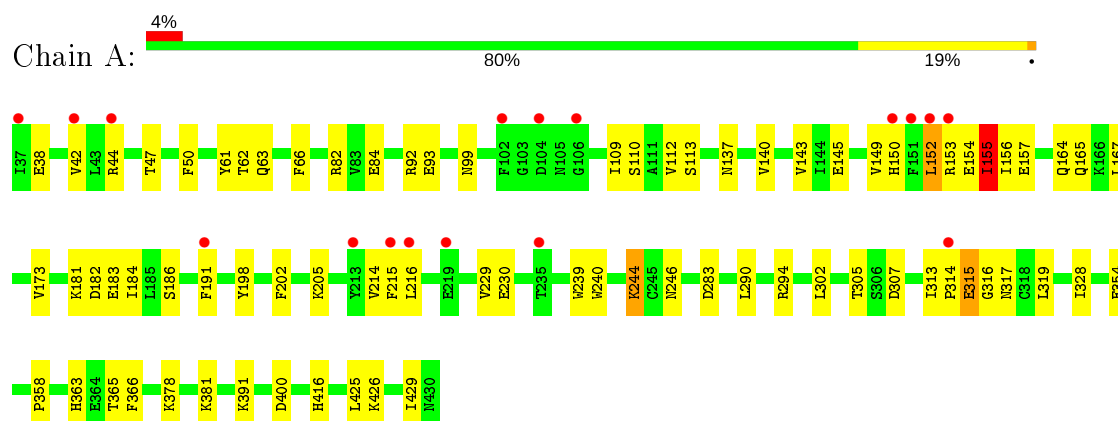 4%
Chain A:
80% 19% •
I37 E38 V42 L43 R44 T47 F50 Y61 T62 Q63 F66 R82 V83 E84 R92 E93 N99 F102 G103 D104 N105 G106 I109 S110 A111 V112 S113 N137 V140 V143 I144 E145 V149 H150 F151 L152 R153 E154 I155 I156 E157 Q164 Q165 K166 L167
V173 K181 D182 E183 I184 L185 S186 F191 Y198 F202 K205 Y213 V214 F215 L216 E219 V229 E230 T235 W239 W240 K244 C245 N246 D283 L290 R294 L302 T305 S306 D307 I313 P314 E315 G316 N317 C318 L319 I328
P358 H363 E364 T365 F366 K378 K381 K391 D400 H416 L425 K426 I429 N430